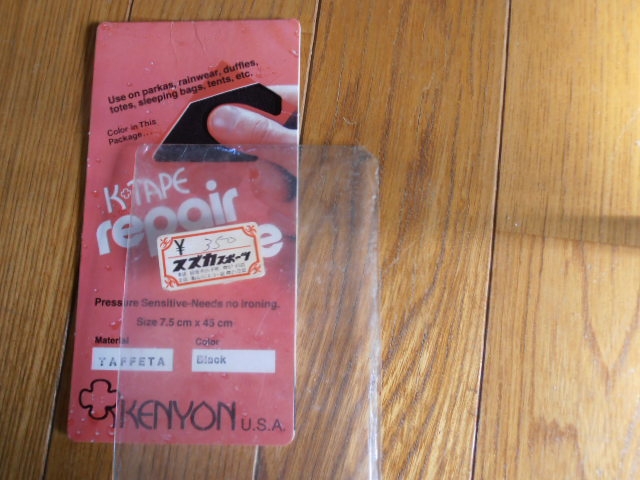 Use on parkas, rainwear, duffles,
totes, sleeping bags, tents, etc.
Color in This
Package...
K TAPE
repair
¥ 350
スズカスポーツ
Pressure Sensitive-Needs no ironing.
Size 7.5 cm x 45 cm
Material Color
TAFFETA Black
KENYON U.S.A.